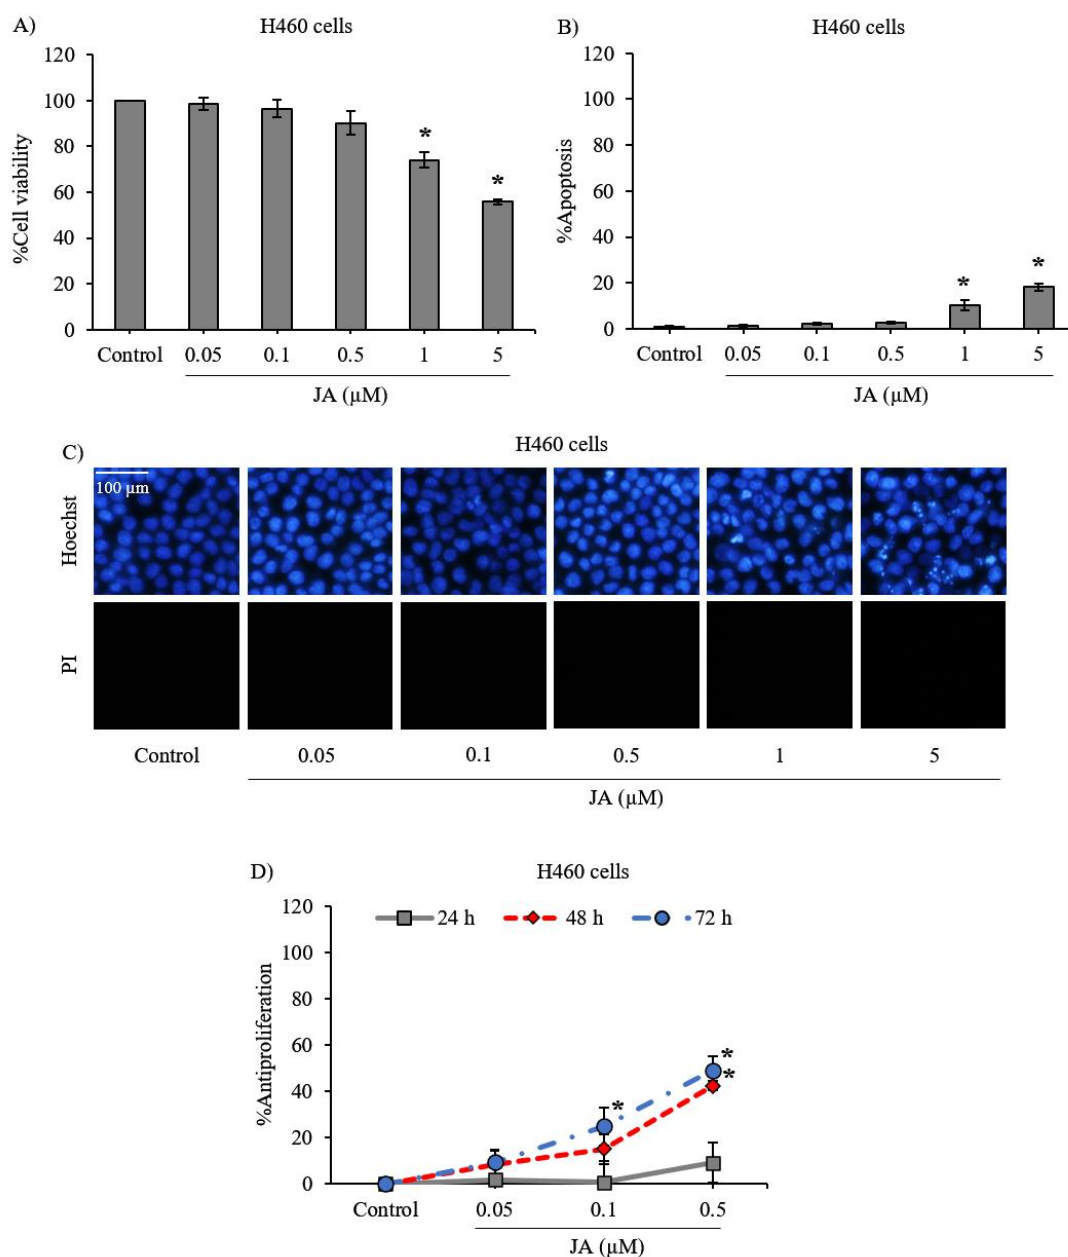 A)
H460 cells
%Cell viability
120
100
80
60
40
20
0
*
*
Control 0.05 0.1 0.5 1 5
JA (µM)
B)
H460 cells
%Apoptosis
120
100
80
60
40
20
0
*
*
Control 0.05 0.1 0.5 1 5
JA (µM)
C)
H460 cells
100 µm
Hoechst
PI
Control 0.05 0.1 0.5 1 5
JA (µM)
D)
H460 cells
24 h 48 h 72 h
%Antiproliferation
120
100
80
60
40
20
0
*
*
*
Control 0.05 0.1 0.5
JA (µM)